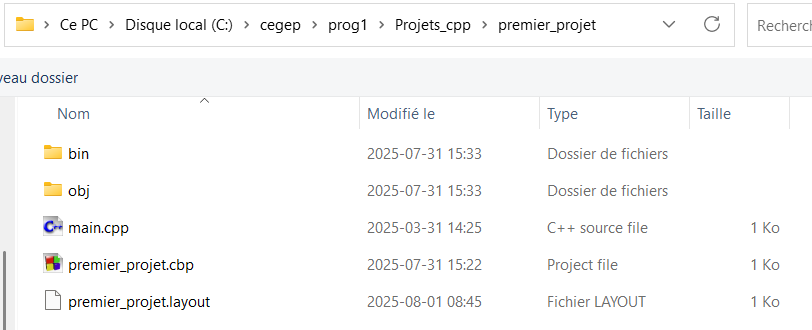 Ce PC > Disque local (C:) > cegep > prog1 > Projets_cpp > premier_projet Recherc
veau dossier
Nom Modifié le Type Taille
bin 2025-07-31 15:33 Dossier de fichiers
obj 2025-07-31 15:33 Dossier de fichiers
main.cpp 2025-03-31 14:25 C++ source file 1 Ko
premier_projet.cbp 2025-07-31 15:22 Project file 1 Ko
premier_projet.layout 2025-08-01 08:45 Fichier LAYOUT 1 Ko